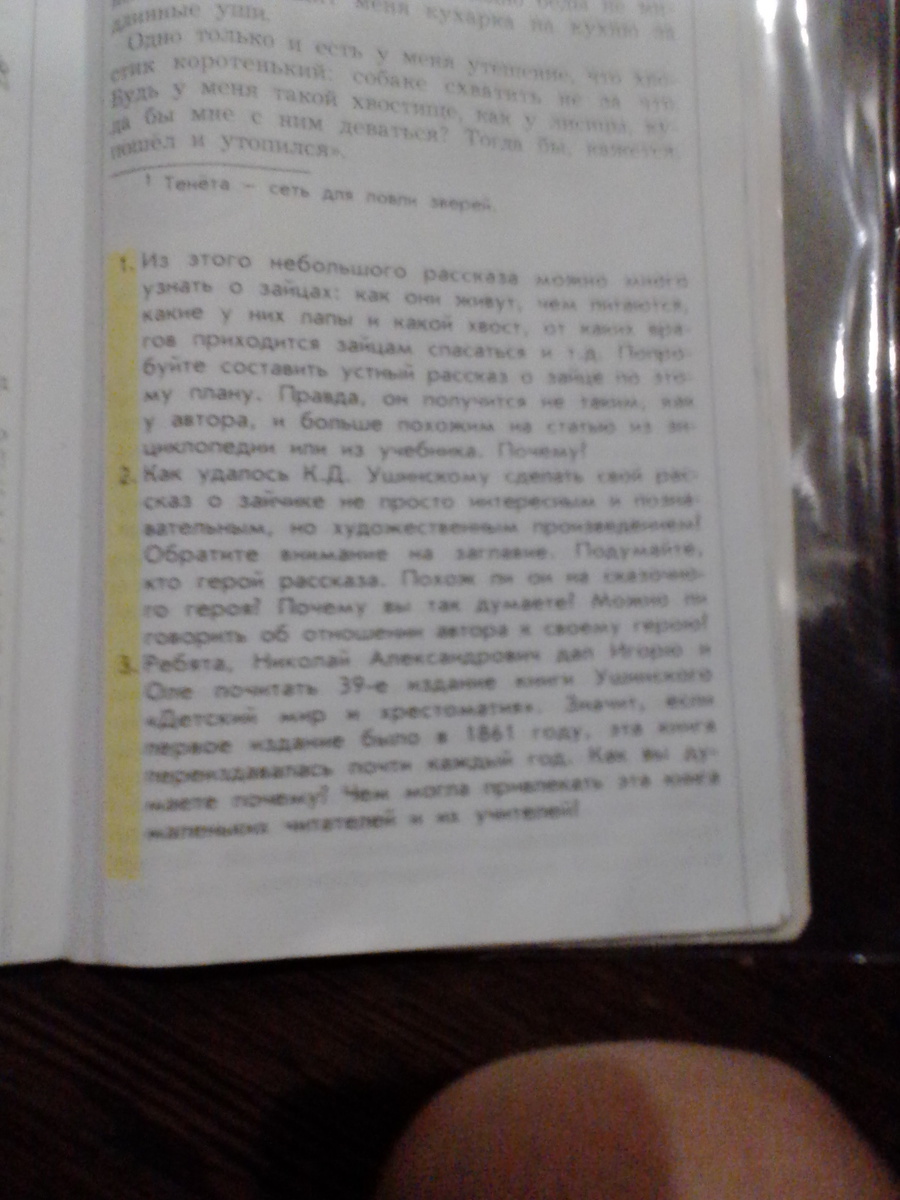 меня кухарка на кухню за
длинные уши.
Одно только и есть у меня утешение, что хво-
стик коротенький: собаке схватить не за что.
Будь у меня такой хвостище, как у лисицы, ку-
да бы мне с ним деваться? Тогда бы, кажется,
пошёл и утопился».
1 Тенёта – сеть для ловли зверей.
1. Из этого небольшого рассказа можно много
узнать о зайцах: как они живут, чем питаются,
какие у них лапы и какой хвост, от каких вра-
гов приходится зайцам спасаться и т.д. Попро-
буйте составить устный рассказ о зайце по это-
му плану. Правда, он получится не таким, как
у автора, и больше похожим на статью из эн-
циклопедии или из учебника. Почему?
2. Как удалось К.Д. Ушинскому сделать свой рас-
сказ о зайчике не просто интересным и позна-
вательным, но художественным произведением?
Обратите внимание на заглавие. Подумайте,
кто герой рассказа. Похож ли он на сказочно-
го героя? Почему вы так думаете? Можно ли
говорить об отношении автора к своему герою?
3. Ребята, Николай Александрович дал Игорю и
Оле почитать 39-е издание книги Ушинского
«Детский мир и хрестоматия». Значит, если
первое издание было в 1861 году, эта книга
переиздавалась почти каждый год. Как вы ду-
маете почему? Чем могла привлекать эта книга
маленьких читателей и их учителей?